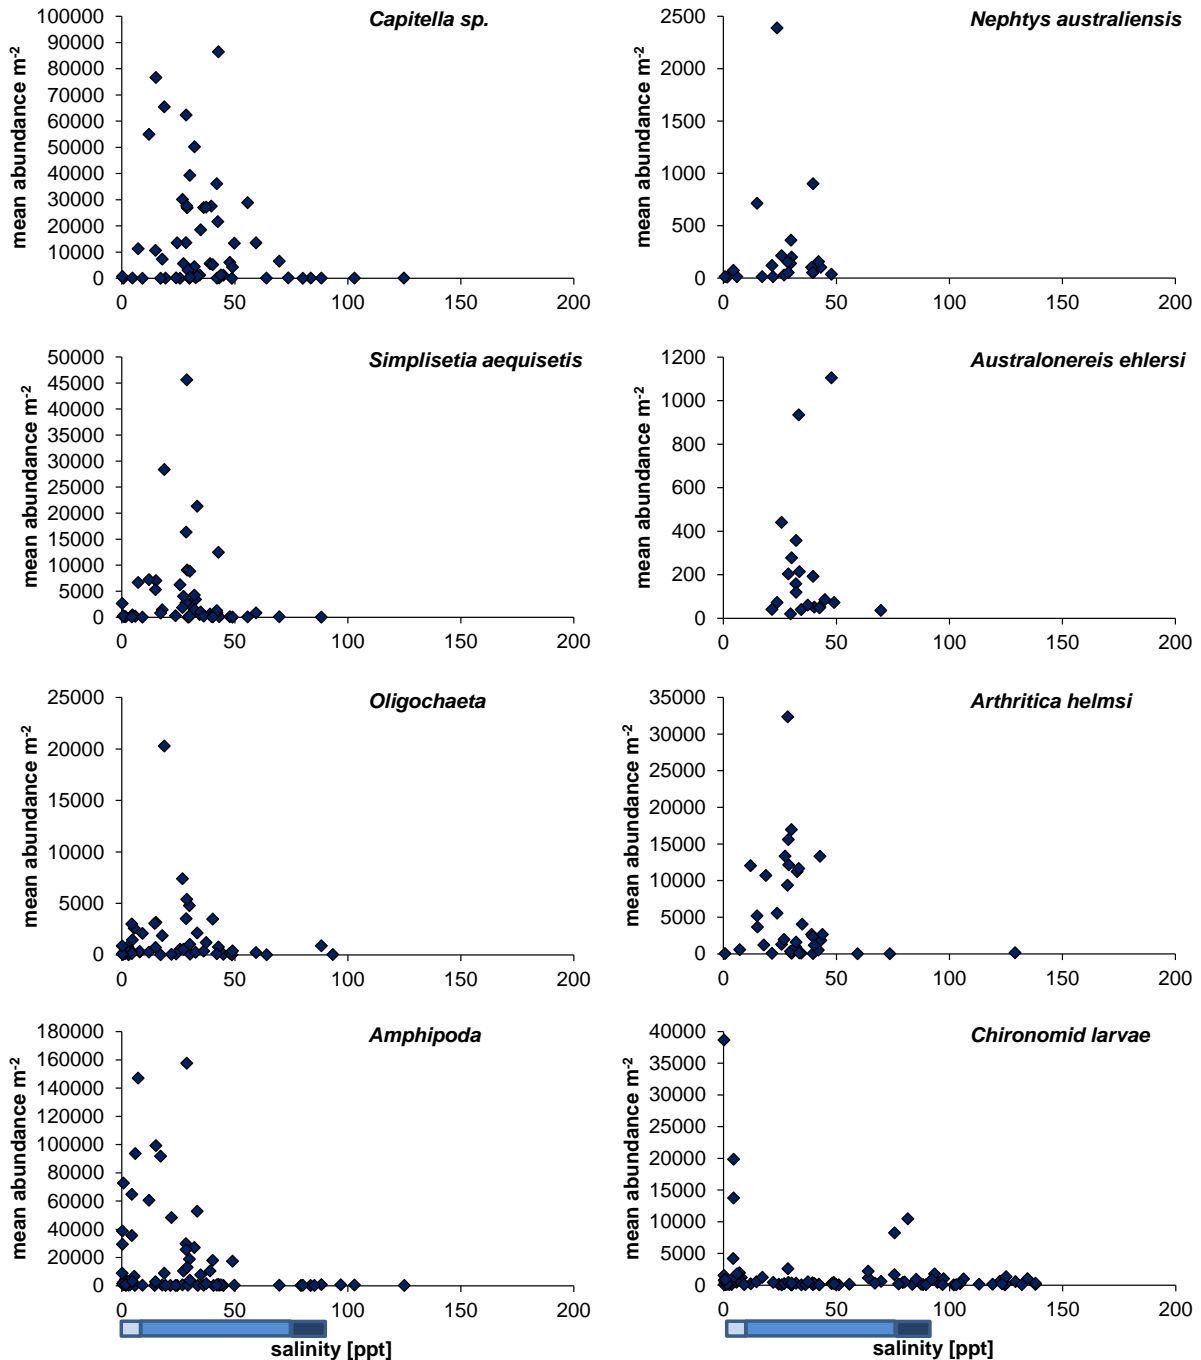 Capitella sp.
mean abundance m-2
100000
90000
80000
70000
60000
50000
40000
30000
20000
10000
0
0 50 100 150 200
Nephtys australiensis
mean abundance m-2
2500
2000
1500
1000
500
0
0 50 100 150 200
Simplisetia aequisetis
mean abundance m-2
50000
45000
40000
35000
30000
25000
20000
15000
10000
5000
0
0 50 100 150 200
Australonereis ehlersi
mean abundance m-2
1200
1000
800
600
400
200
0
0 50 100 150 200
Oligochaeta
mean abundance m-2
25000
20000
15000
10000
5000
0
0 50 100 150 200
Arthritica helmsi
mean abundance m-2
35000
30000
25000
20000
15000
10000
5000
0
0 50 100 150 200
Amphipoda
mean abundance m-2
180000
160000
140000
120000
100000
80000
60000
40000
20000
0
0 50 100 150 200
salinity [ppt]
Chironomid larvae
mean abundance m-2
40000
35000
30000
25000
20000
15000
10000
5000
0
0 50 100 150 200
salinity [ppt]